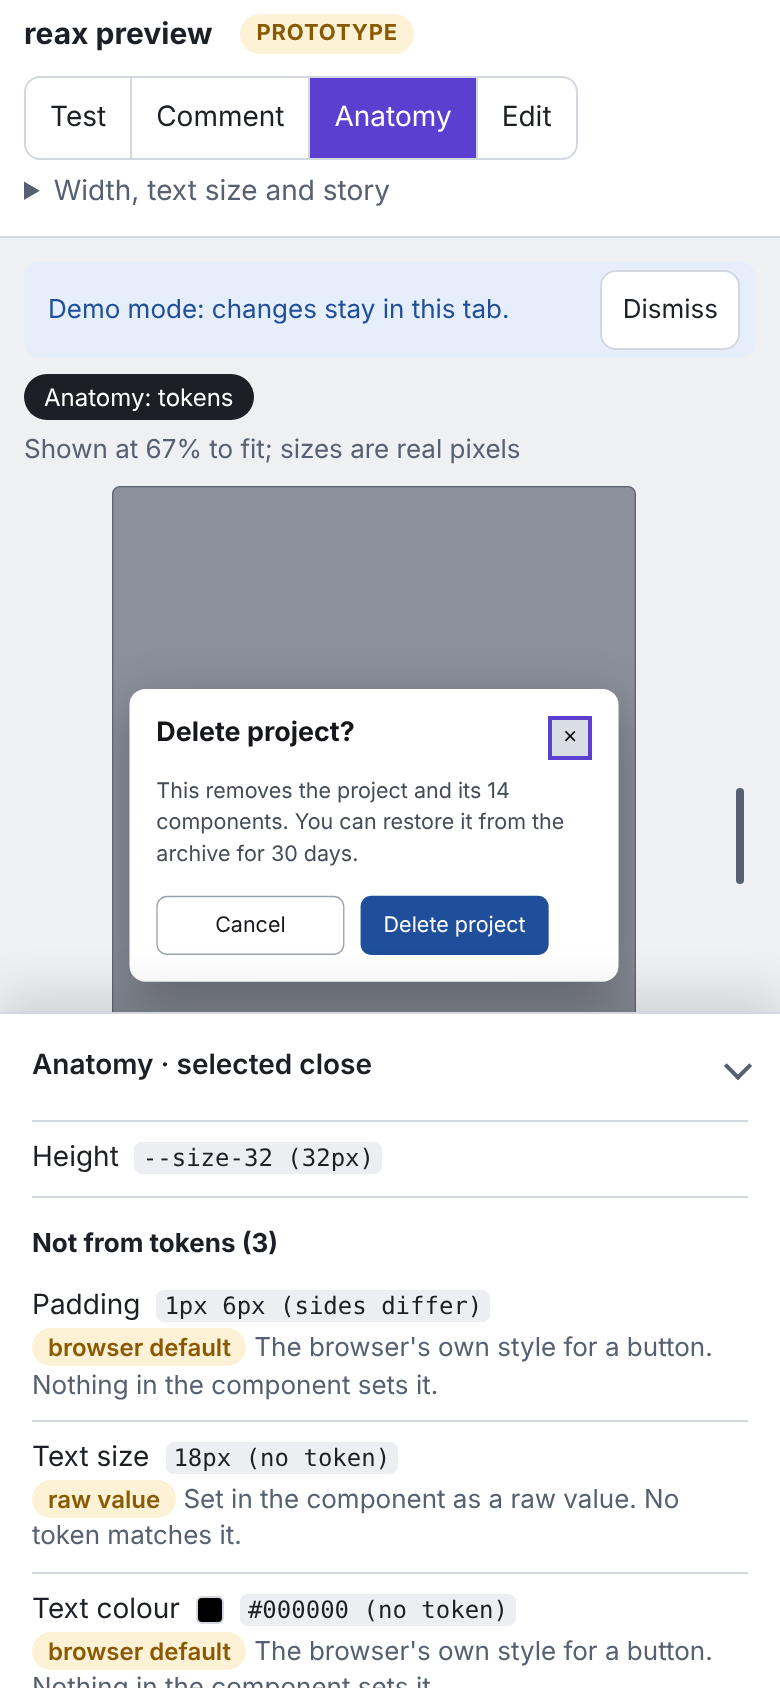 reax preview PROTOTYPE
Test Comment Anatomy Edit
Width, text size and story
Demo mode: changes stay in this tab. Dismiss
Anatomy: tokens
Shown at 67% to fit; sizes are real pixels
Delete project? ×
This removes the project and its 14
components. You can restore it from the
archive for 30 days.
Cancel Delete project
Anatomy · selected close
Height --size-32 (32px)
Not from tokens (3)
Padding 1px 6px (sides differ)
browser default The browser's own style for a button.
Nothing in the component sets it.
Text size 18px (no token)
raw value Set in the component as a raw value. No
token matches it.
Text colour #000000 (no token)
browser default The browser's own style for a button.
Nothing in the component sets it